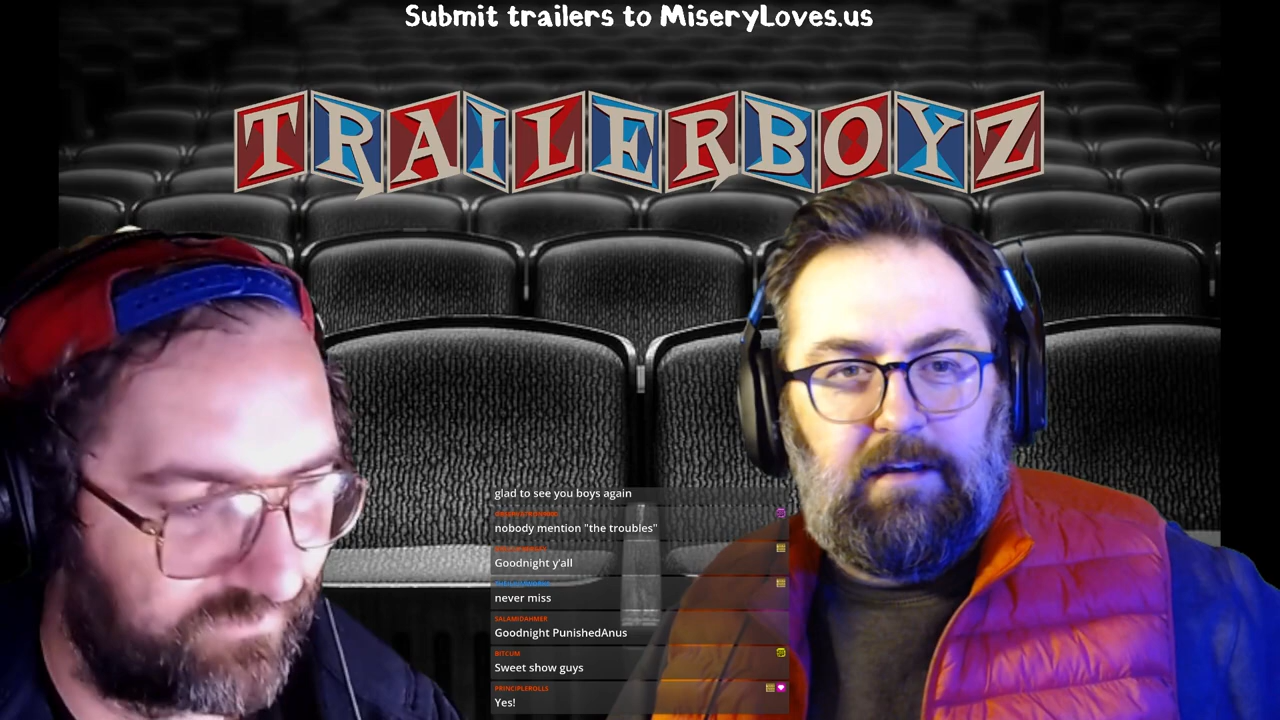 Submit trailers to MiseryLoves.us
TRAILERBOYZ
glad to see you boys again
nobody mention "the troubles"
Goodnight y'all
never miss
SALAMIDAHMER
Goodnight PunishedAnus
BITCUM
Sweet show guys
PRINCIPLEROLLS
Yes!